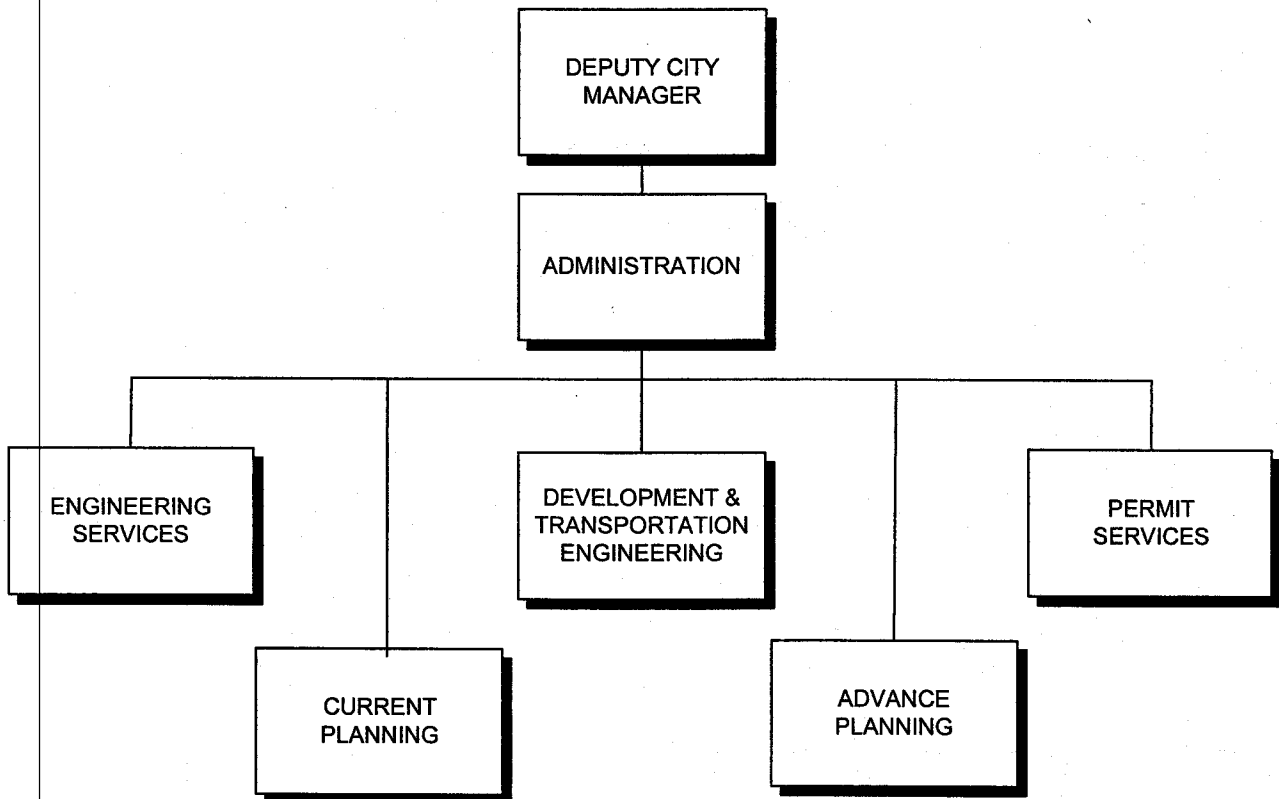 DEPUTY CITY
MANAGER
ADMINISTRATION
ENGINEERING
SERVICES
DEVELOPMENT &
TRANSPORTATION
ENGINEERING
PERMIT
SERVICES
CURRENT
PLANNING
ADVANCE
PLANNING